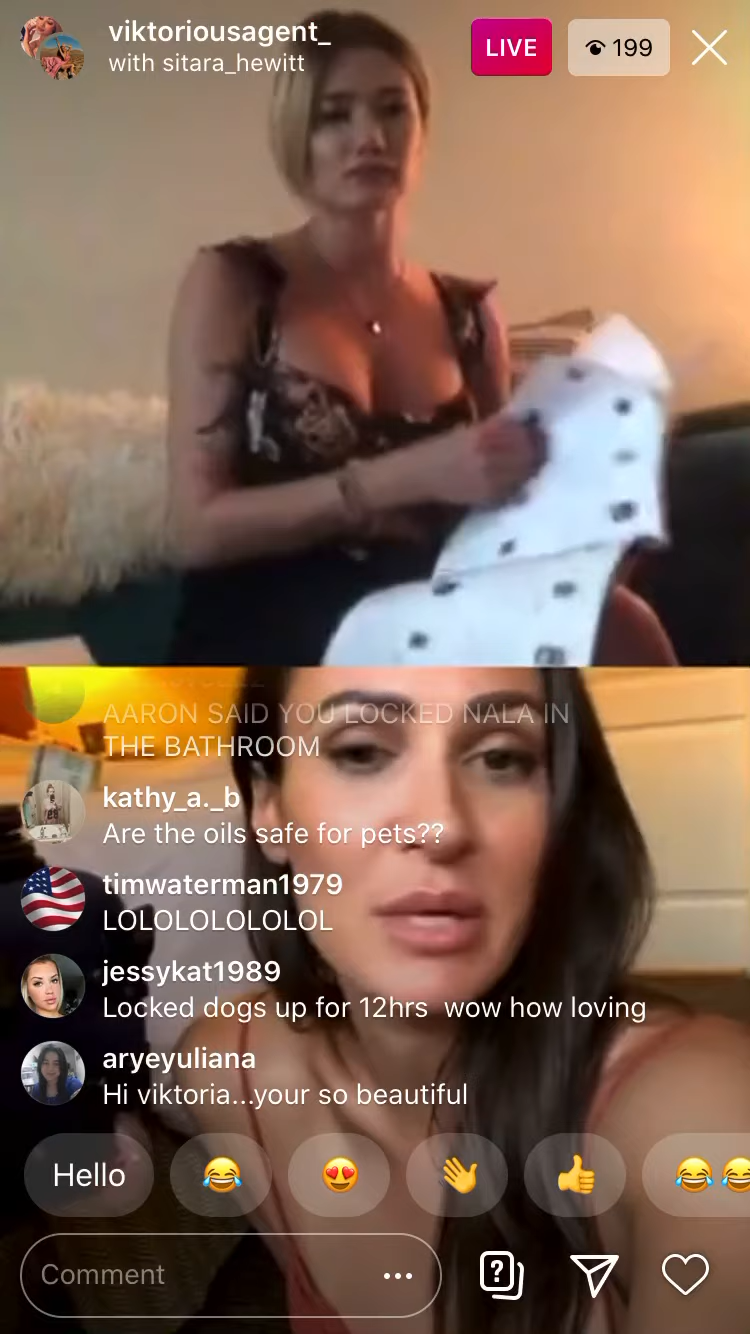 viktoriousagent_
with sitara_hewitt
LIVE
199
AARON SAID YOU LOCKED NALA IN
THE BATHROOM
kathy_a._b
Are the oils safe for pets??
timwaterman1979
LOLOLOLOLOLOL
jessykat1989
Locked dogs up for 12hrs wow how loving
aryeyuliana
Hi viktoria...your so beautiful
Hello
Comment